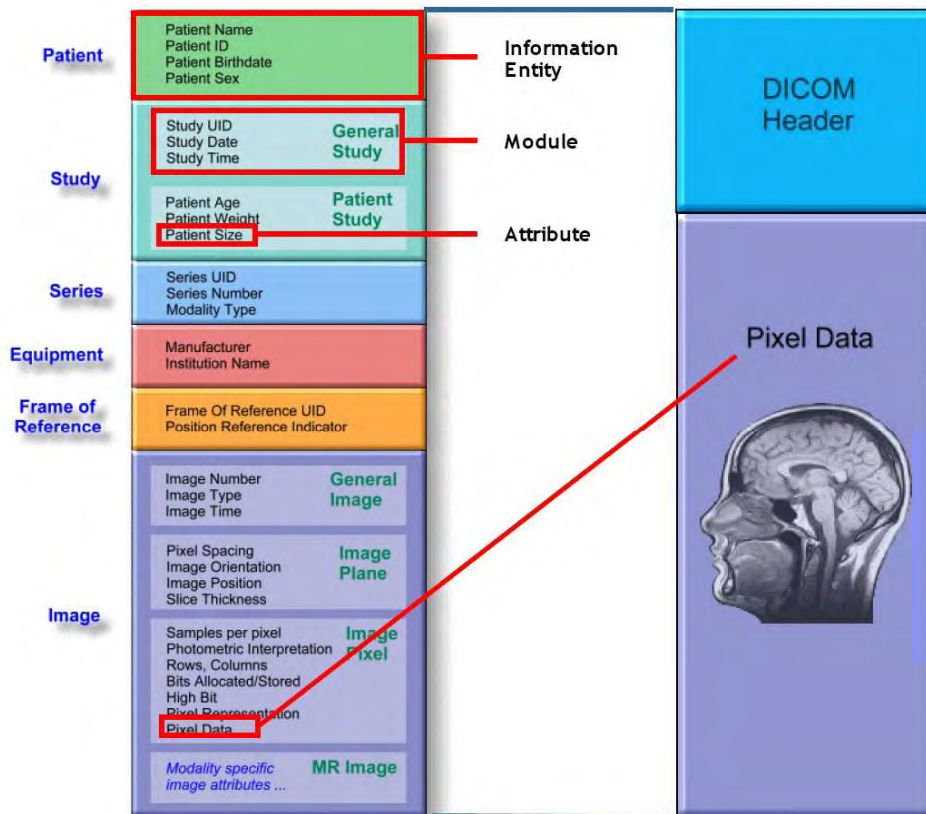 Patient
Patient Name
Patient ID
Patient Birthdate
Patient Sex
Information
Entity
DICOM
Header
Study
Study UID
Study Date
Study Time
General
Study
Module
Patient Age
Patient Weight
Patient Size
Patient
Study
Attribute
Series
Series UID
Series Number
Modality Type
Equipment
Manufacturer
Institution Name
Pixel Data
Frame of
Reference
Frame Of Reference UID
Position Reference Indicator
Image
Image Number
Image Type
Image Time
General
Image
Pixel Spacing
Image Orientation
Image Position
Slice Thickness
Image
Plane
Samples per pixel
Photometric Interpretation
Rows, Columns
Bits Allocated/Stored
High Bit
Pixel Representation
Pixel Data
Image
Pixel
Modality specific
image attributes ...
MR Image